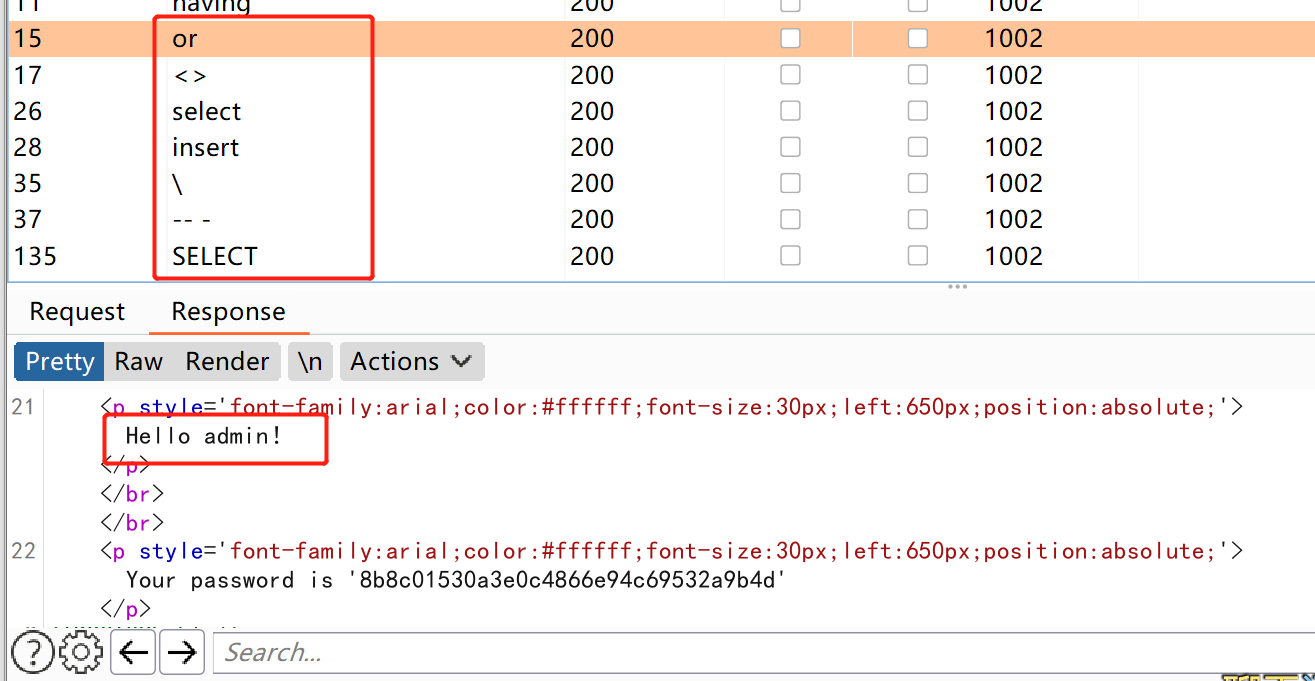 11 having 200 1002
15 or 200 1002
17 <> 200 1002
26 select 200 1002
28 insert 200 1002
35 \ 200 1002
37 -- - 200 1002
135 SELECT 200 1002
Request Response
Pretty Raw Render \n Actions
21 <p style='font-family:arial;color:#ffffff;font-size:30px;left:650px;position:absolute;'>
Hello admin!
</p>
</br>
</br>
22 <p style='font-family:arial;color:#ffffff;font-size:30px;left:650px;position:absolute;'>
Your password is '8b8c01530a3e0c4866e94c69532a9b4d'
</p>
? Search...